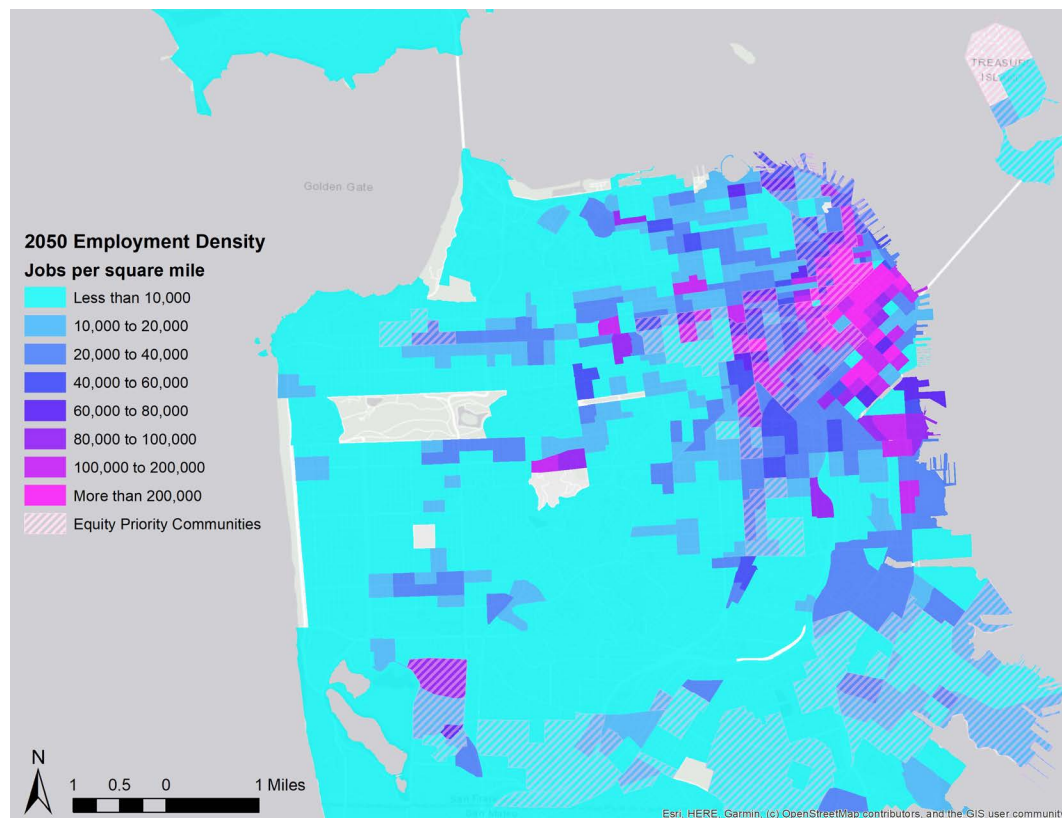 TREASURE
ISL
Golden Gate
2050 Employment Density
Jobs per square mile
Less than 10,000
10,000 to 20,000
20,000 to 40,000
40,000 to 60,000
60,000 to 80,000
80,000 to 100,000
100,000 to 200,000
More than 200,000
Equity Priority Communities
N
1 0.5 0 1 Miles
Esri, HERE, Garmin, (c) OpenStreetMap contributors, and the GIS user community